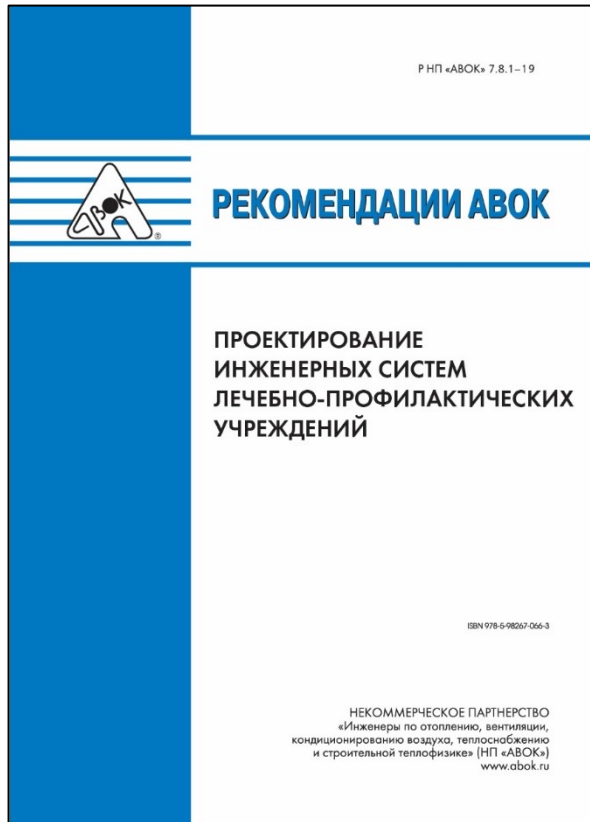 Р НП «АВОК» 7.8.1–19
АВОК
®
РЕКОМЕНДАЦИИ АВОК
ПРОЕКТИРОВАНИЕ
ИНЖЕНЕРНЫХ СИСТЕМ
ЛЕЧЕБНО-ПРОФИЛАКТИЧЕСКИХ
УЧРЕЖДЕНИЙ
ISBN 978-5-98267-066-3
НЕКОММЕРЧЕСКОЕ ПАРТНЕРСТВО
«Инженеры по отоплению, вентиляции,
кондиционированию воздуха, теплоснабжению
и строительной теплофизике» (НП «АВОК»)
www.abok.ru